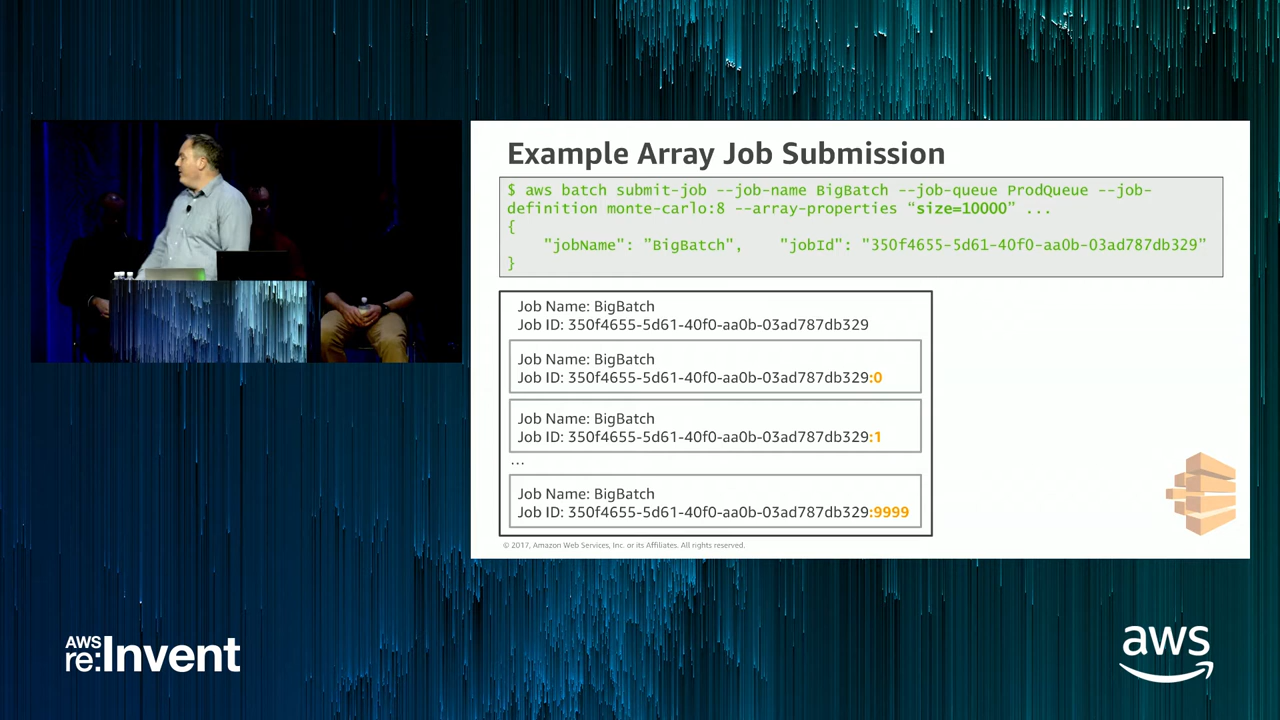 Example Array Job Submission
$ aws batch submit-job --job-name BigBatch --job-queue ProdQueue --job-
definition monte-carlo:8 --array-properties “size=10000” ...
{
"jobName": "BigBatch", "jobId": "350f4655-5d61-40f0-aa0b-03ad787db329"
}
Job Name: BigBatch
Job ID: 350f4655-5d61-40f0-aa0b-03ad787db329
Job Name: BigBatch
Job ID: 350f4655-5d61-40f0-aa0b-03ad787db329:0
Job Name: BigBatch
Job ID: 350f4655-5d61-40f0-aa0b-03ad787db329:1
...
Job Name: BigBatch
Job ID: 350f4655-5d61-40f0-aa0b-03ad787db329:9999
© 2017, Amazon Web Services, Inc. or its Affiliates. All rights reserved.
AWS
re:Invent
aws